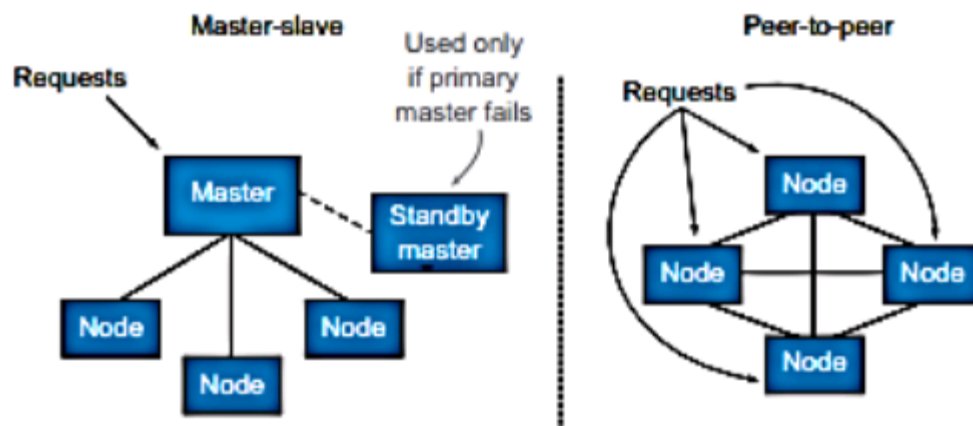 Master-slave
Used only
if primary
master fails
Requests
Master
Standby
master
Node
Node
Node
Peer-to-peer
Requests
Node
Node
Node
Node